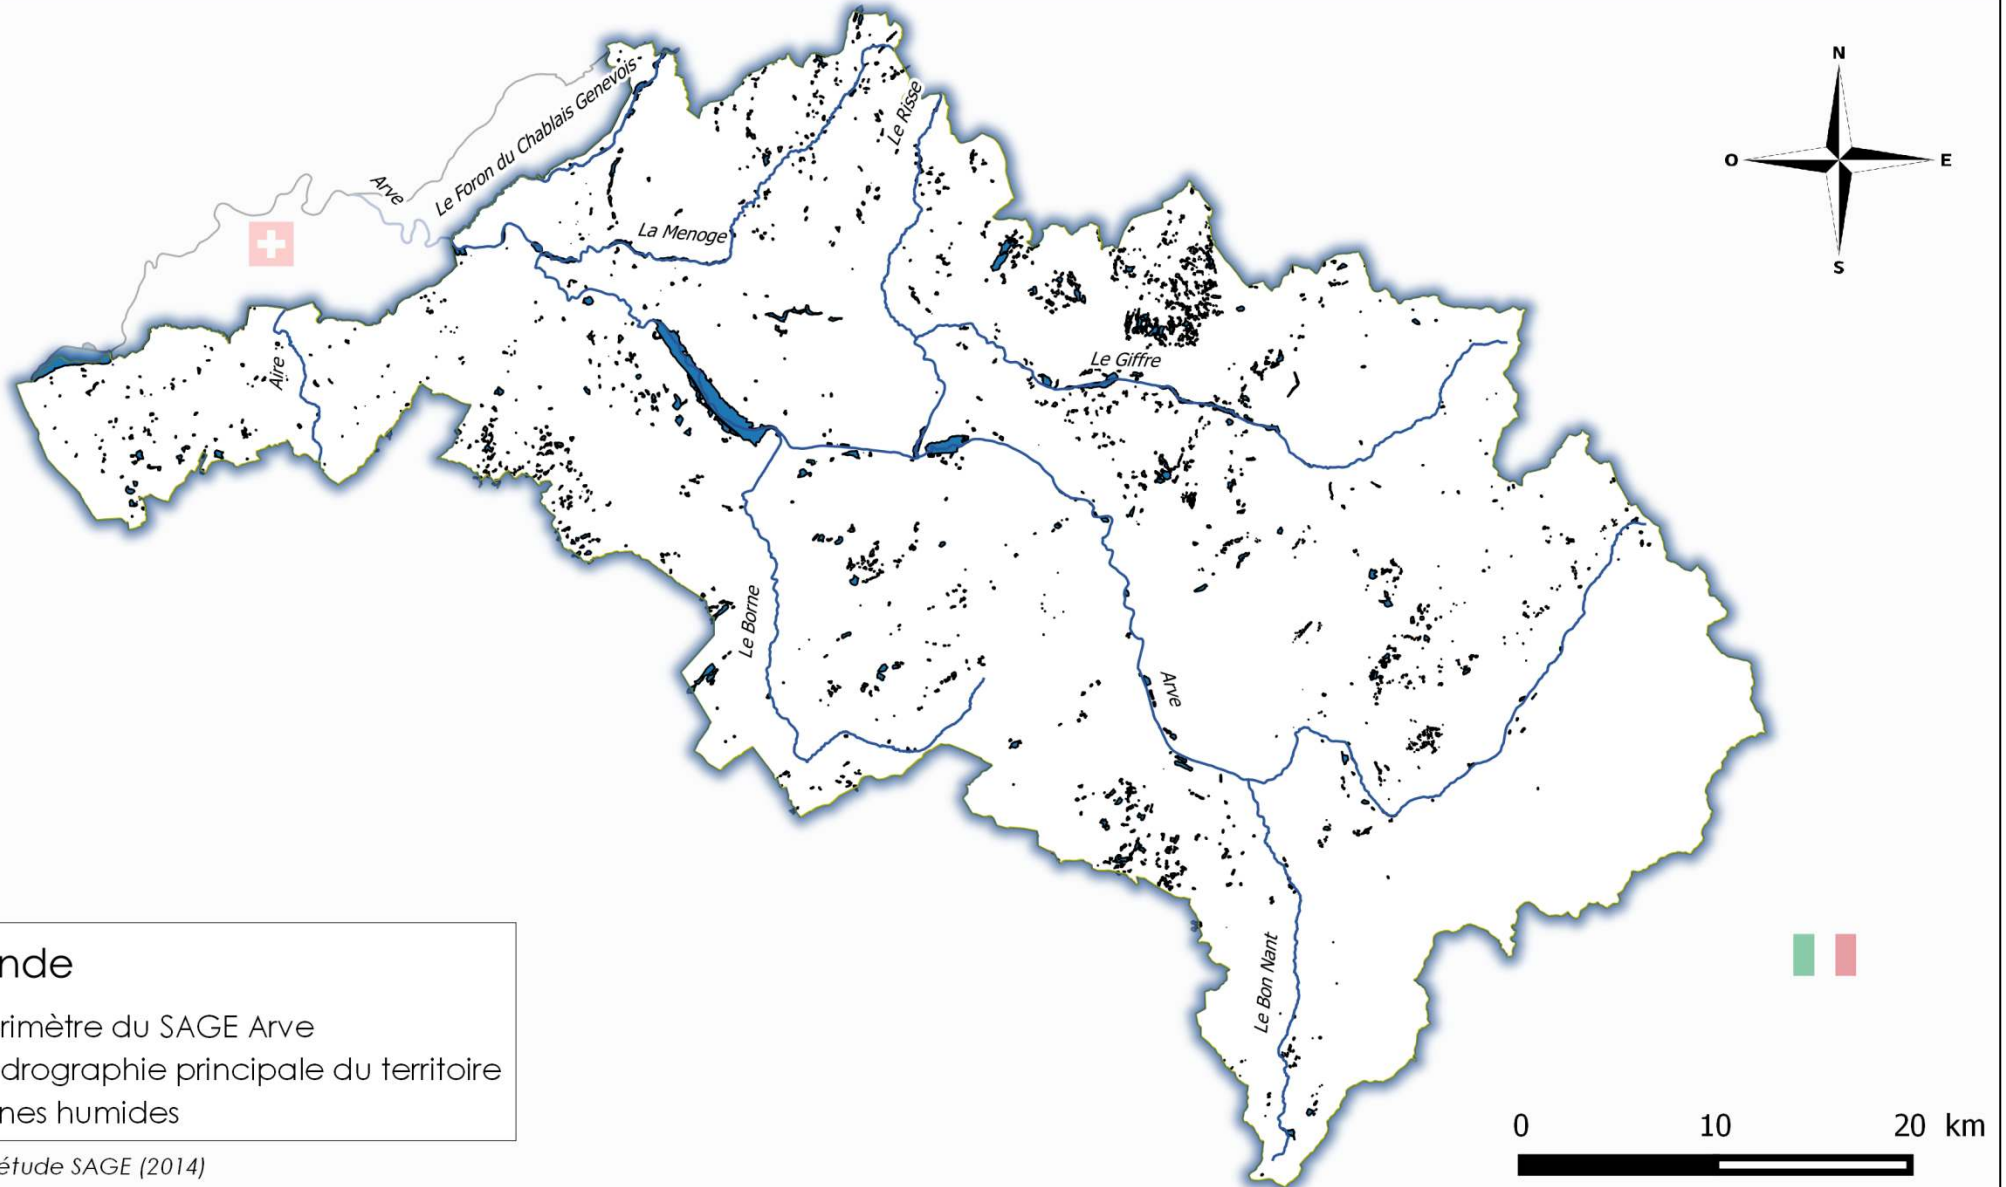 N
O E
S
Le Foron du Chablais Genevois
Arve
Le Risse
La Menoge
Aire
Le Giffre
Le Borne
Arve
Le Bon Nant
nde
rimètre du SAGE Arve
drographie principale du territoire
nes humides
étude SAGE (2014)
0 10 20 km